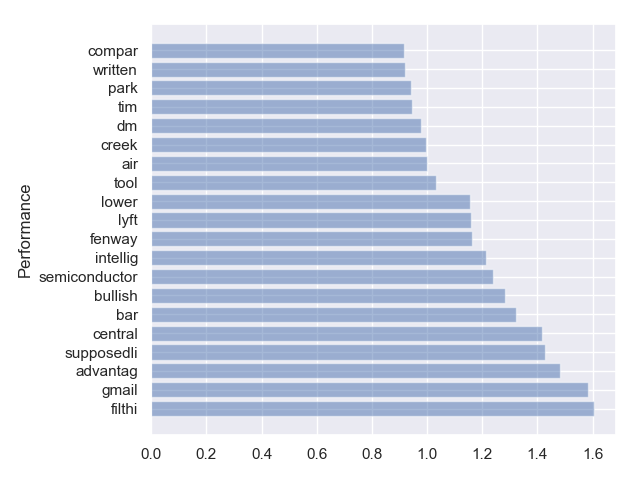 compar
written
park
tim
dm
creek
air
tool
lower
lyft
fenway
intellig
semiconductor
bullish
bar
central
supposedli
advantag
gmail
filthi
Performance
0.0 0.2 0.4 0.6 0.8 1.0 1.2 1.4 1.6